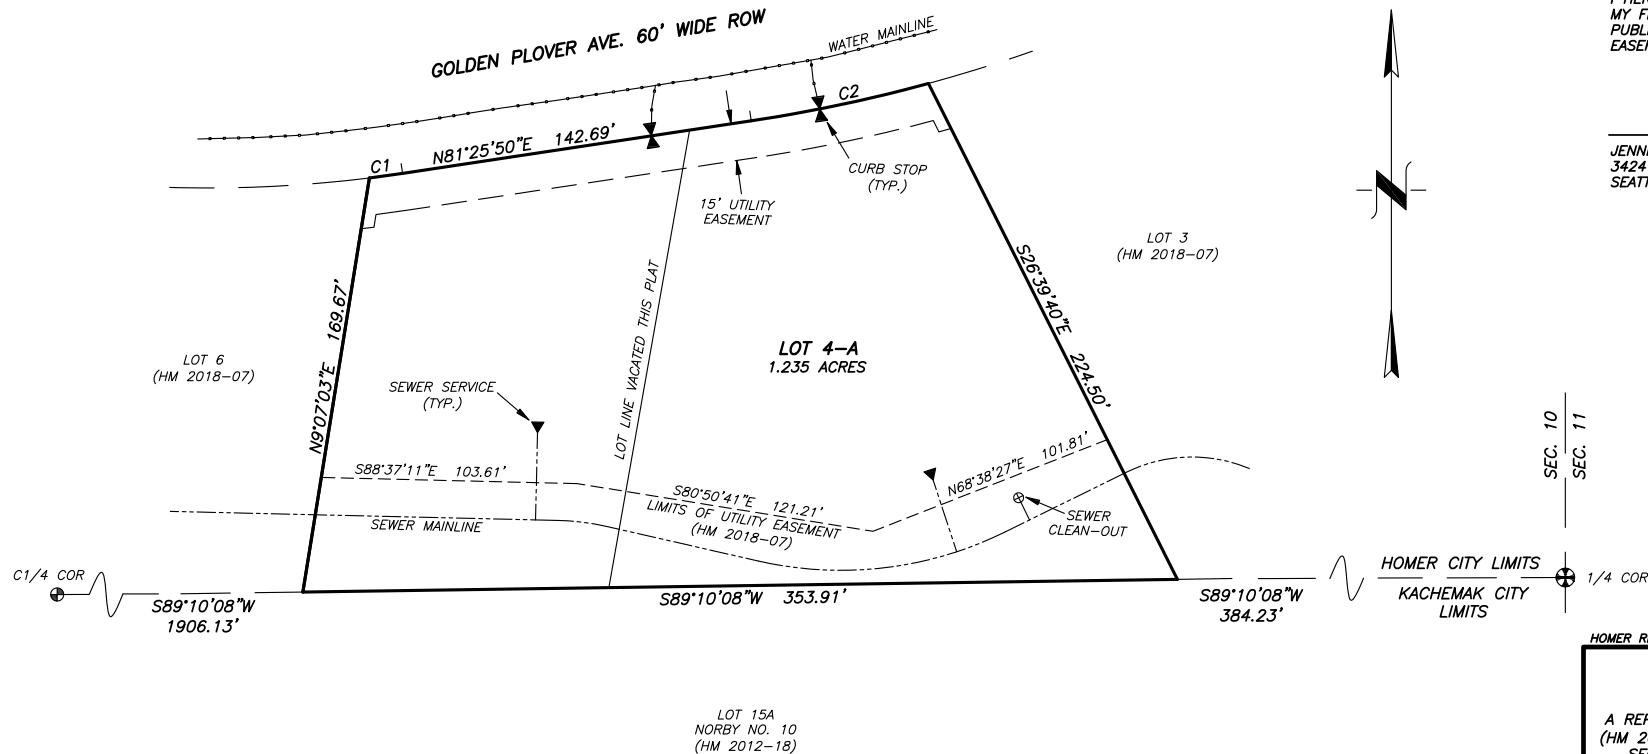 GOLDEN PLOVER AVE. 60' WIDE ROW
WATER MAINLINE
MY F
PUBL
EASE
C1
N81°25'50"E 142.69'
C2
CURB STOP
(TYP.)
15' UTILITY
EASEMENT
JENN
3424
SEAT
LOT 3
(HM 2018-07)
N9°07'03"E 169.67'
LOT LINE VACATED THIS PLAT
S26°39'40"E 224.50'
LOT 4-A
1.235 ACRES
LOT 6
(HM 2018-07)
SEWER SERVICE
(TYP.)
S88°37'11"E 103.61'
S80°50'41"E 121.21'
LIMITS OF UTILITY EASEMENT
(HM 2018-07)
N68°38'27"E 101.81'
SEWER
CLEAN-OUT
SEWER MAINLINE
SEC. 10
SEC. 11
C1/4 COR
S89°10'08"W
1906.13'
S89°10'08"W 353.91'
S89°10'08"W
384.23'
HOMER CITY LIMITS
KACHEMAK CITY
LIMITS
1/4 COR
HOMER R
LOT 15A
NORBY NO. 10
(HM 2012-18)
A REP
(HM 2